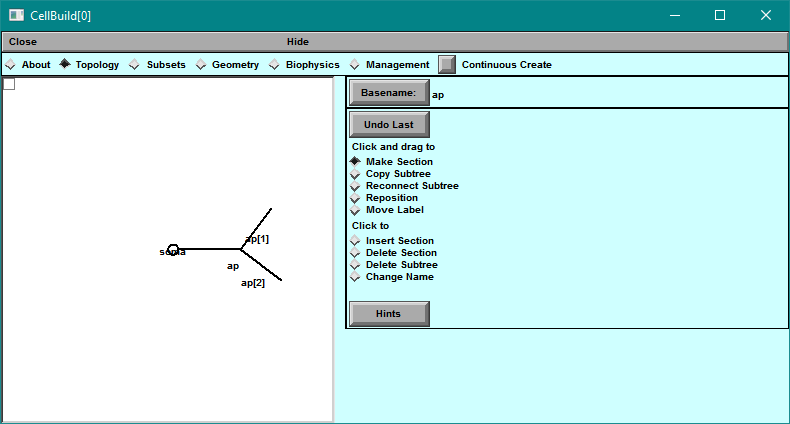 CellBuild[0]
Close Hide
About Topology Subsets Geometry Biophysics Management Continuous Create
Basename: ap
Undo Last
Click and drag to
Make Section
Copy Subtree
Reconnect Subtree
Reposition
Move Label
Click to
Insert Section
Delete Section
Delete Subtree
Change Name
Hints
ap[1]
soma
ap
ap[2]